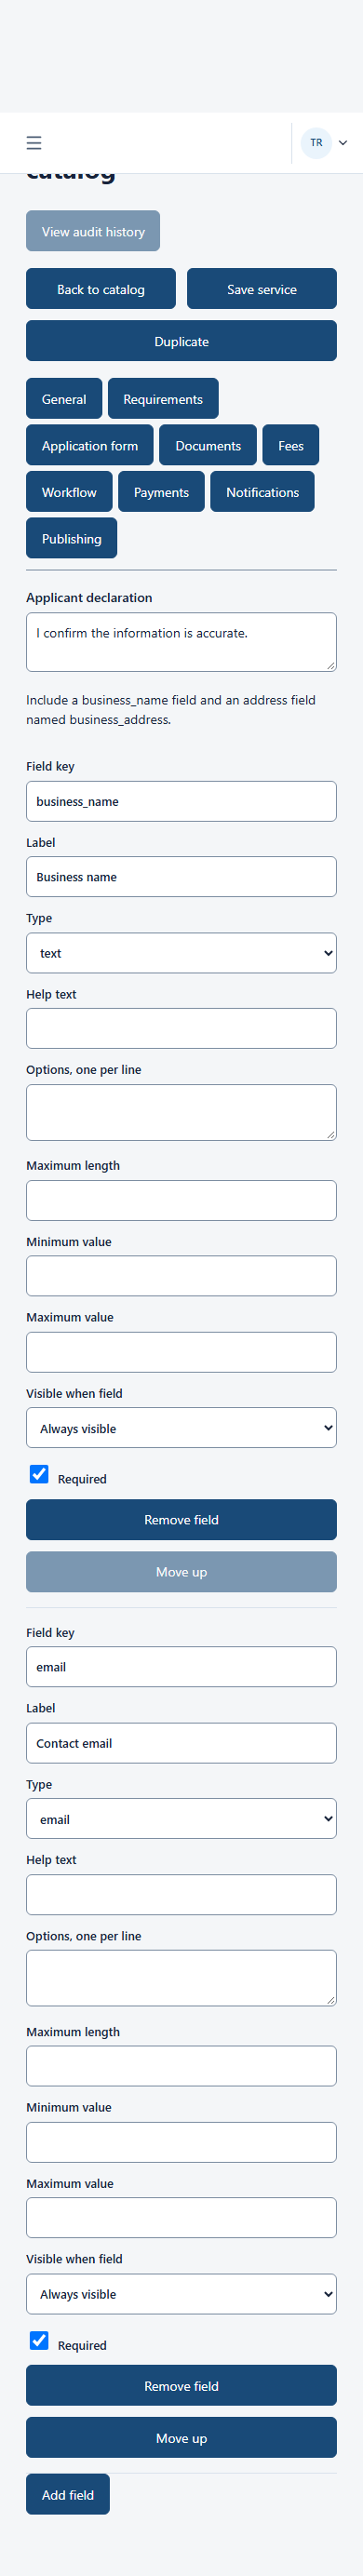 TR
catalog
View audit history
Back to catalog
Save service
Duplicate
General
Requirements
Application form
Documents
Fees
Workflow
Payments
Notifications
Publishing
Applicant declaration
I confirm the information is accurate.
Include a business_name field and an address field
named business_address.
Field key
business_name
Label
Business name
Type
text
Help text
Options, one per line
Maximum length
Minimum value
Maximum value
Visible when field
Always visible
Required
Remove field
Move up
Field key
email
Label
Contact email
Type
email
Help text
Options, one per line
Maximum length
Minimum value
Maximum value
Visible when field
Always visible
Required
Remove field
Move up
Add field